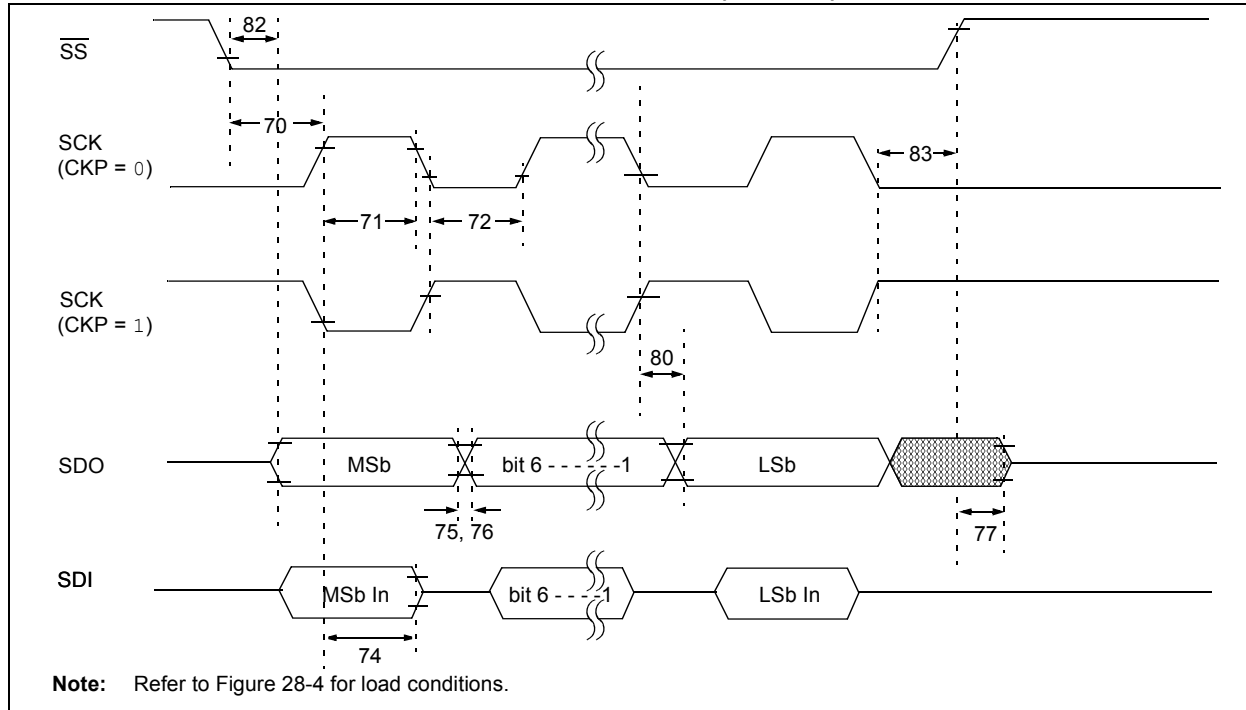 82
SS
70
SCK
(CKP = 0)
83
71
72
SCK
(CKP = 1)
80
SDO
MSb
bit 6 - - - - - -1
LSb
75, 76
77
SDI
MSb In
bit 6 - - - -1
LSb In
74
Note: Refer to Figure 28-4 for load conditions.